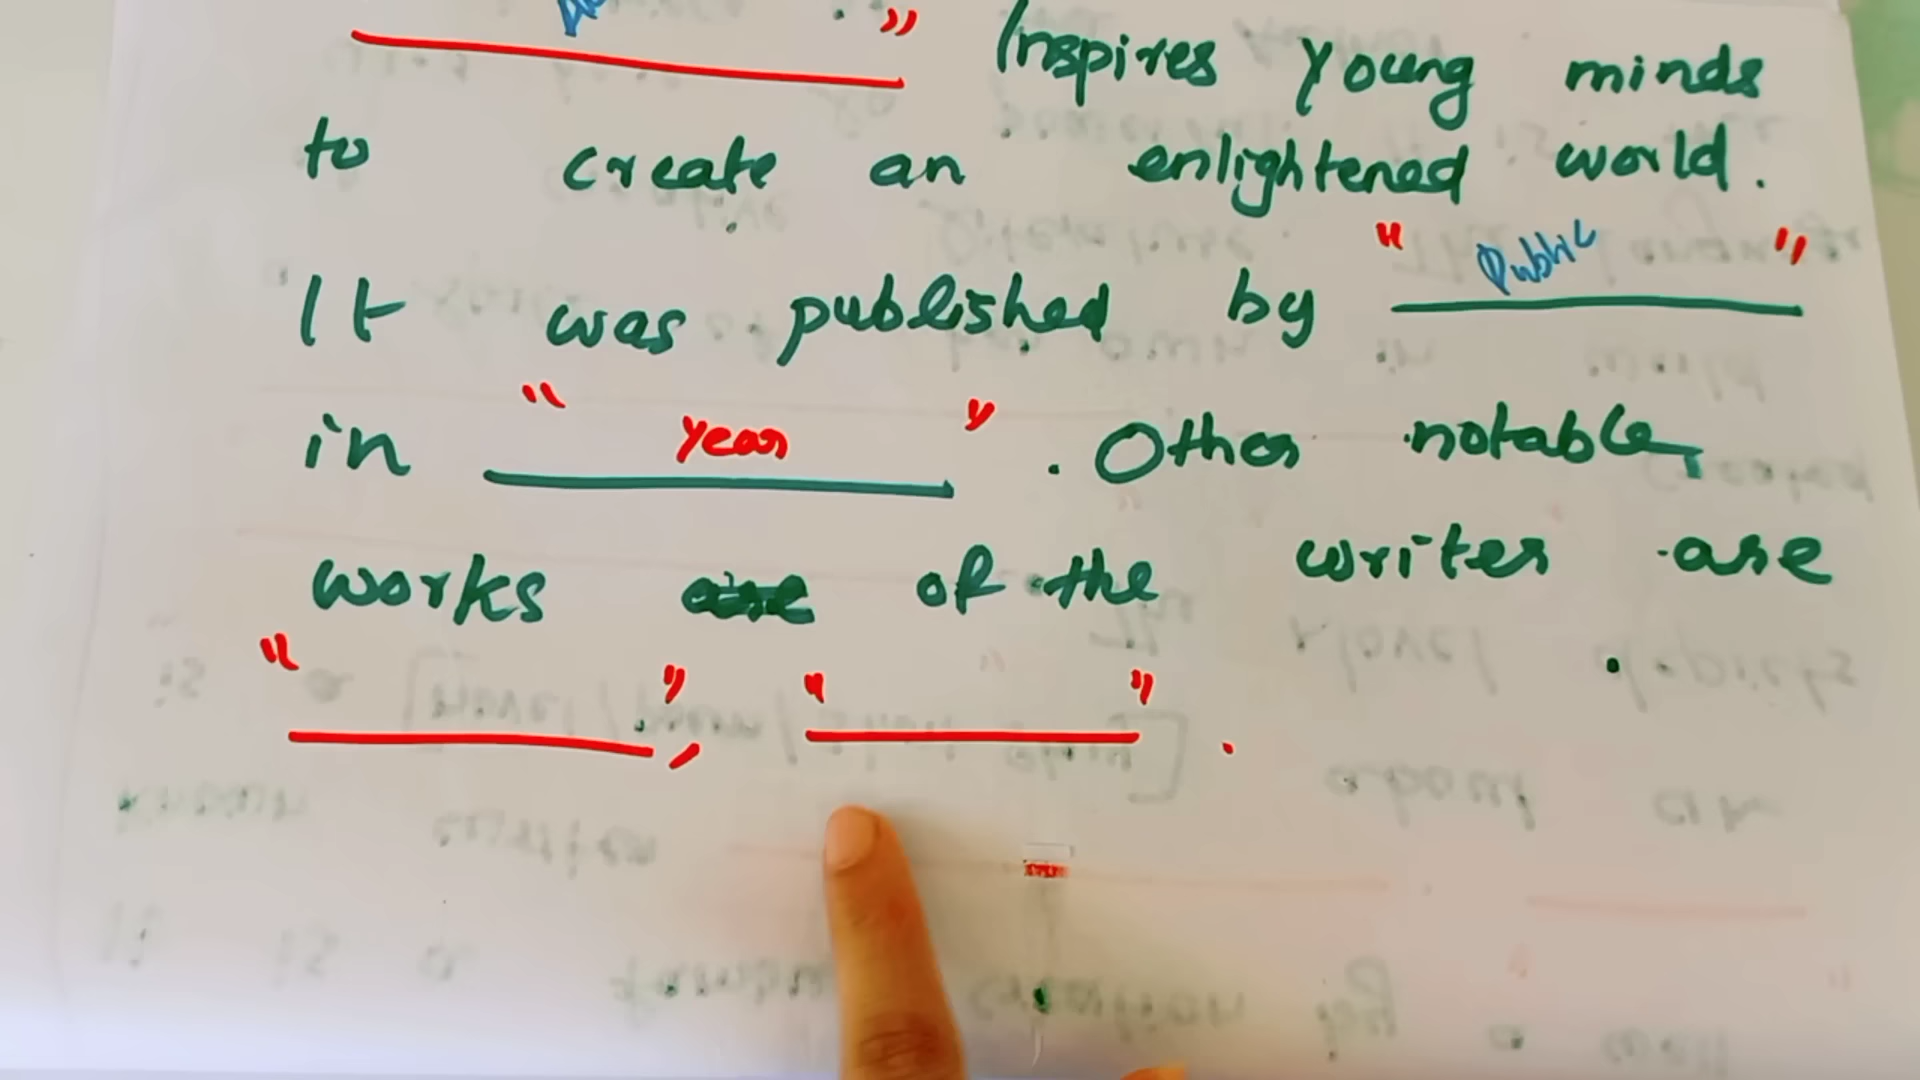 " Inspires young minds
to create an enlightened world.
It was published by " Public "
in " Year ". Other notable
works of the writer are
" ", " ".